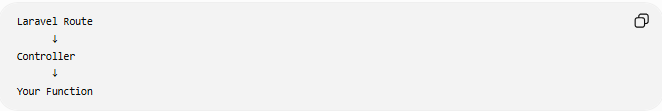 Laravel Route
↓
Controller
↓
Your Function